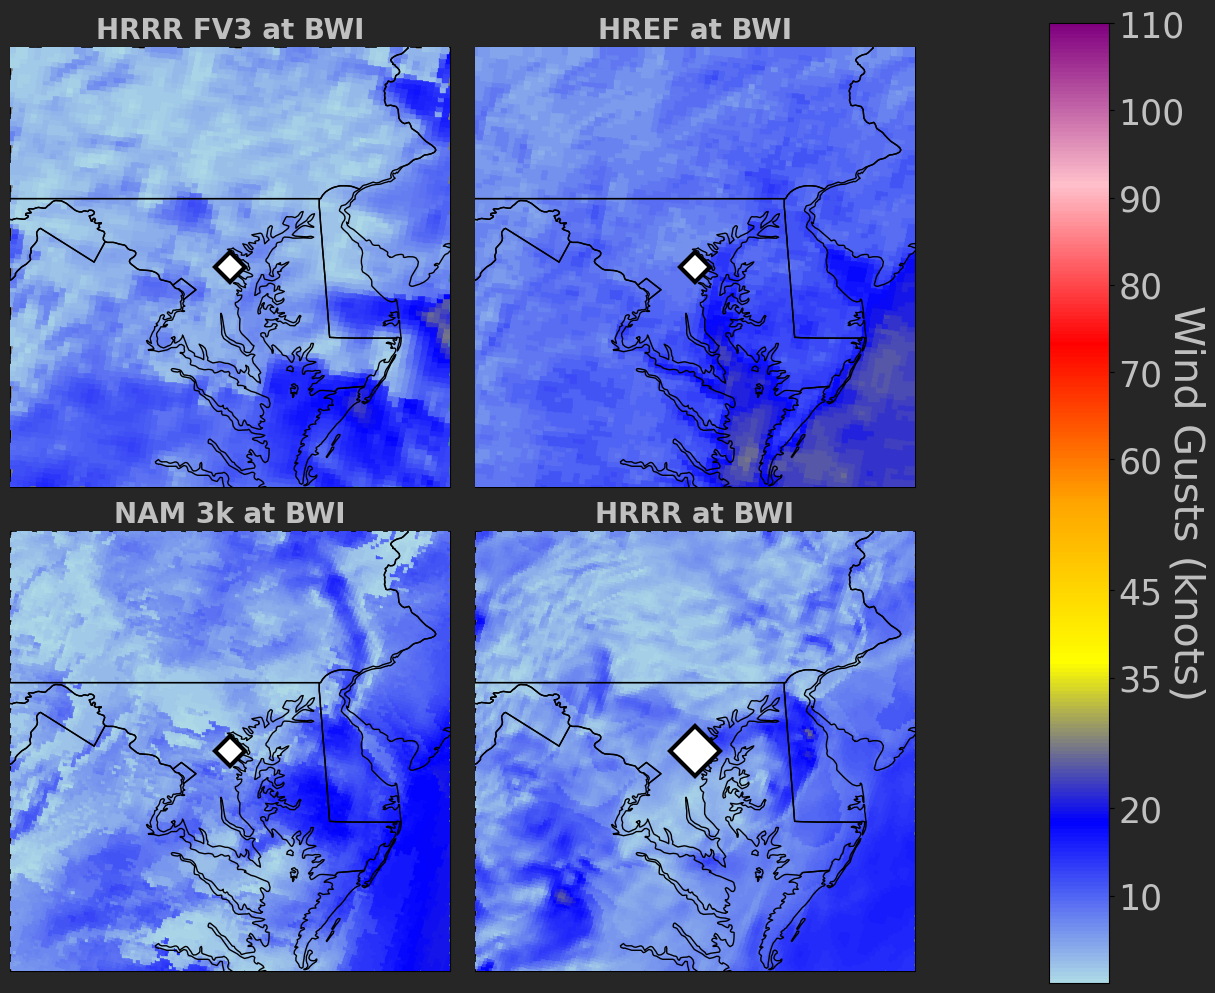 HRRR FV3 at BWI
HREF at BWI
NAM 3k at BWI
HRRR at BWI
110
100
90
80
70
60
45
35
20
10
Wind Gusts (knots)